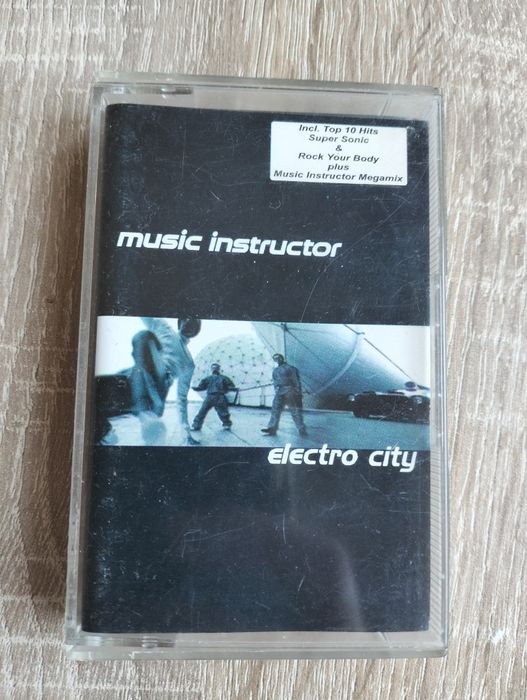 Incl. Top 10 Hits
Super Sonic
&
Rock Your Body
plus
Music Instructor Megamix
music instructor
electro city